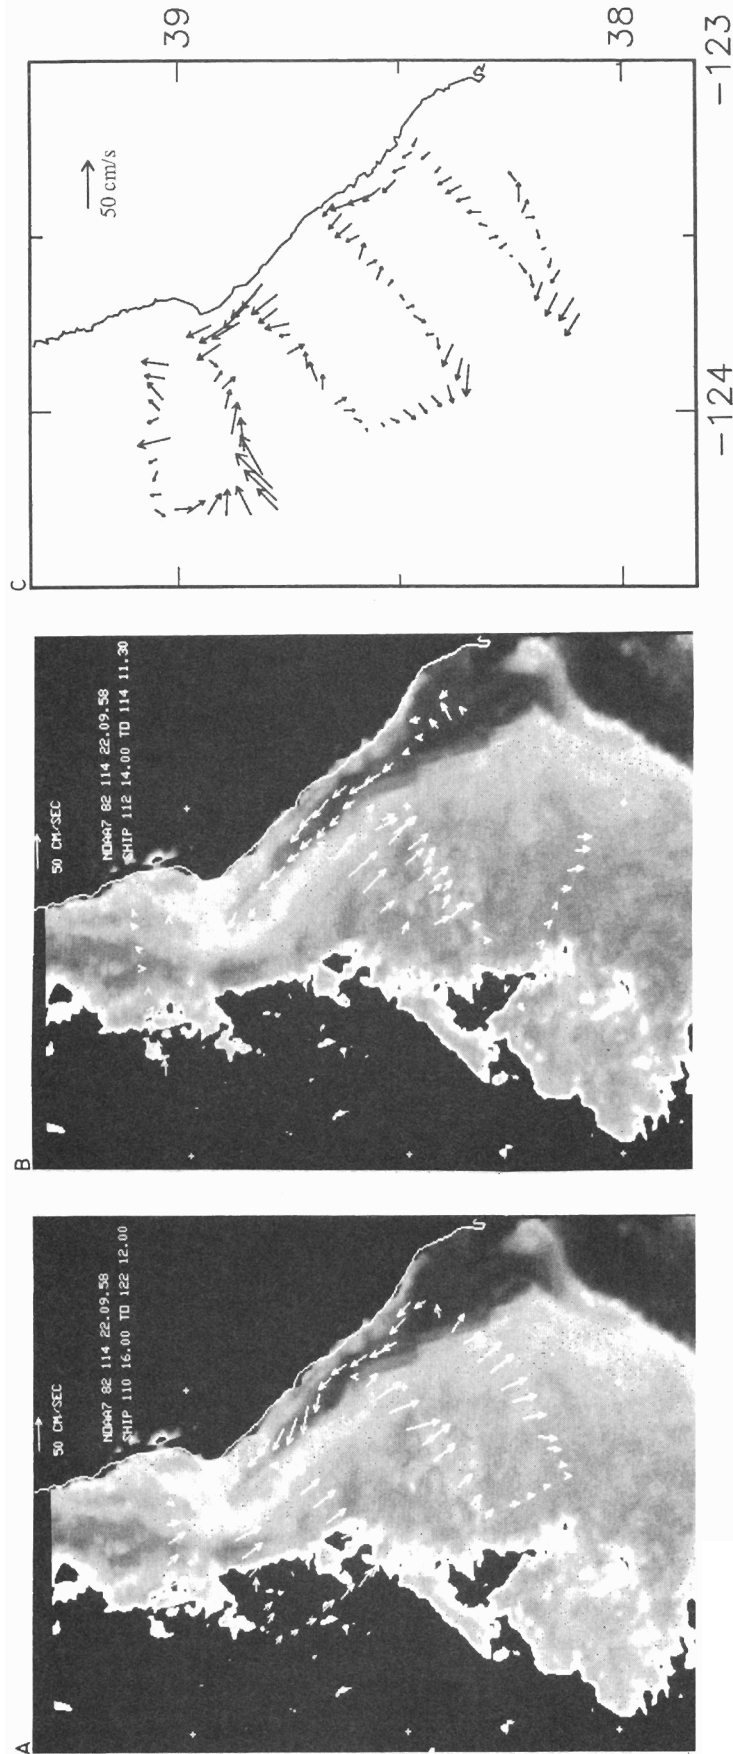 C
39
38
-123
-124
50 cm/s
B
50 CM/SEC
NOAA7 82 114 22.09.58
SHIP 112 14.00 TO 114 11.30
A
50 CM/SEC
NOAA7 82 114 22.09.58
SHIP 110 16.00 TO 122 12.00